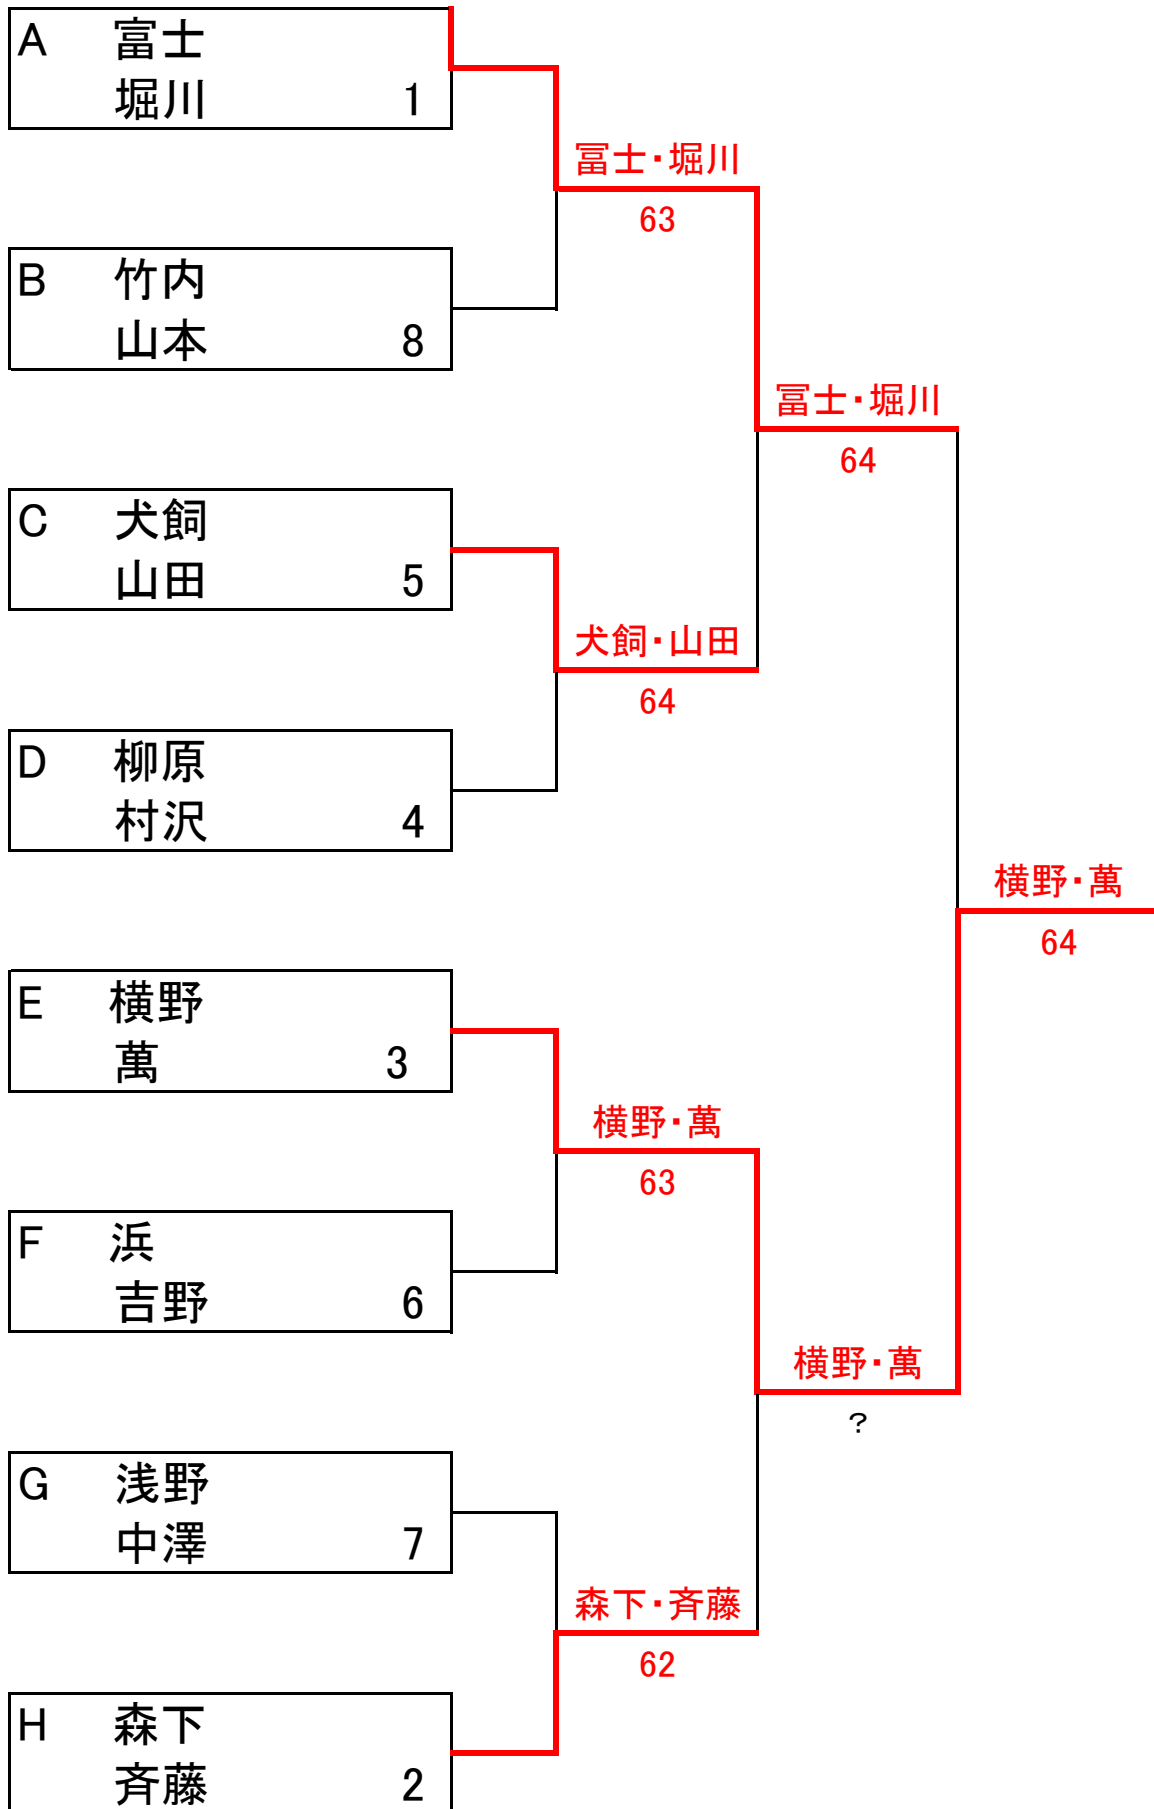 A 富士
堀川 1
冨士・堀川
63
B 竹内
山本 8
冨士・堀川
64
C 犬飼
山田 5
犬飼・山田
64
D 柳原
村沢 4
横野・萬
64
E 横野
萬 3
横野・萬
63
F 浜
吉野 6
横野・萬
?
G 浅野
中澤 7
森下・斉藤
62
H 森下
斉藤 2